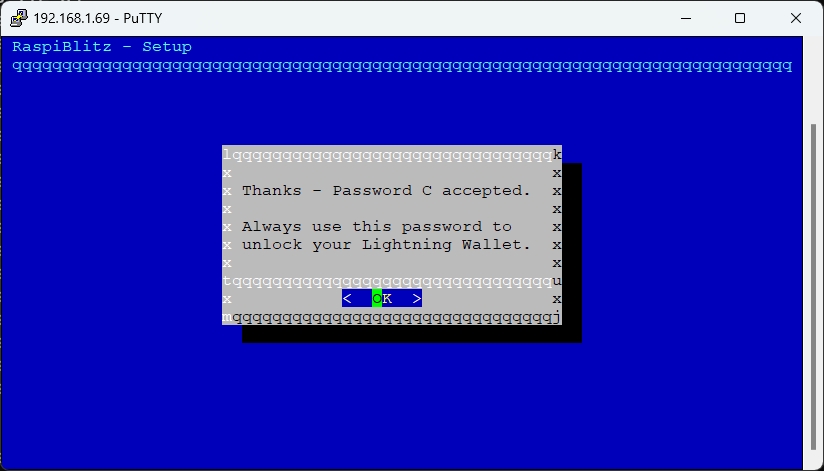 192.168.1.69 - PuTTY
RaspiBlitz - Setup
qqqqqqqqqqqqqqqqqqqqqqqqqqqqqqqqqqqqqqqqqqqqqqqqqqqqqqqqqqqqqqqqqqqqqqqqqqqqqq
lqqqqqqqqqqqqqqqqqqqqqqqqqqqqqqqqk
x x
x Thanks - Password C accepted. x
x x
x Always use this password to x
x unlock your Lightning Wallet. x
x x
tqqqqqqqqqqqqqqqqqqqqqqqqqqqqqqqqu
x < OK > x
mqqqqqqqqqqqqqqqqqqqqqqqqqqqqqqqqj